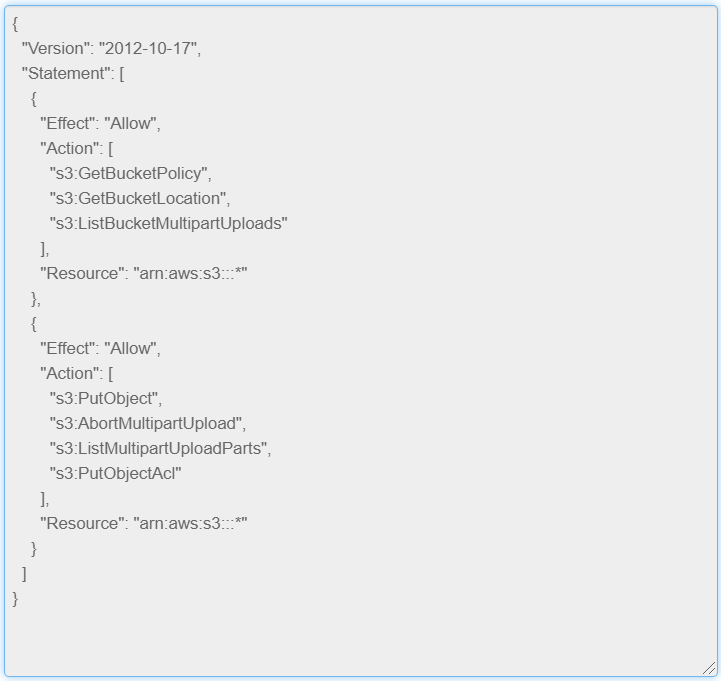 {
"Version": "2012-10-17",
"Statement": [
{
"Effect": "Allow",
"Action": [
"s3:GetBucketPolicy",
"s3:GetBucketLocation",
"s3:ListBucketMultipartUploads"
],
"Resource": "arn:aws:s3:::*"
},
{
"Effect": "Allow",
"Action": [
"s3:PutObject",
"s3:AbortMultipartUpload",
"s3:ListMultipartUploadParts",
"s3:PutObjectAcl"
],
"Resource": "arn:aws:s3:::*"
}
]
}